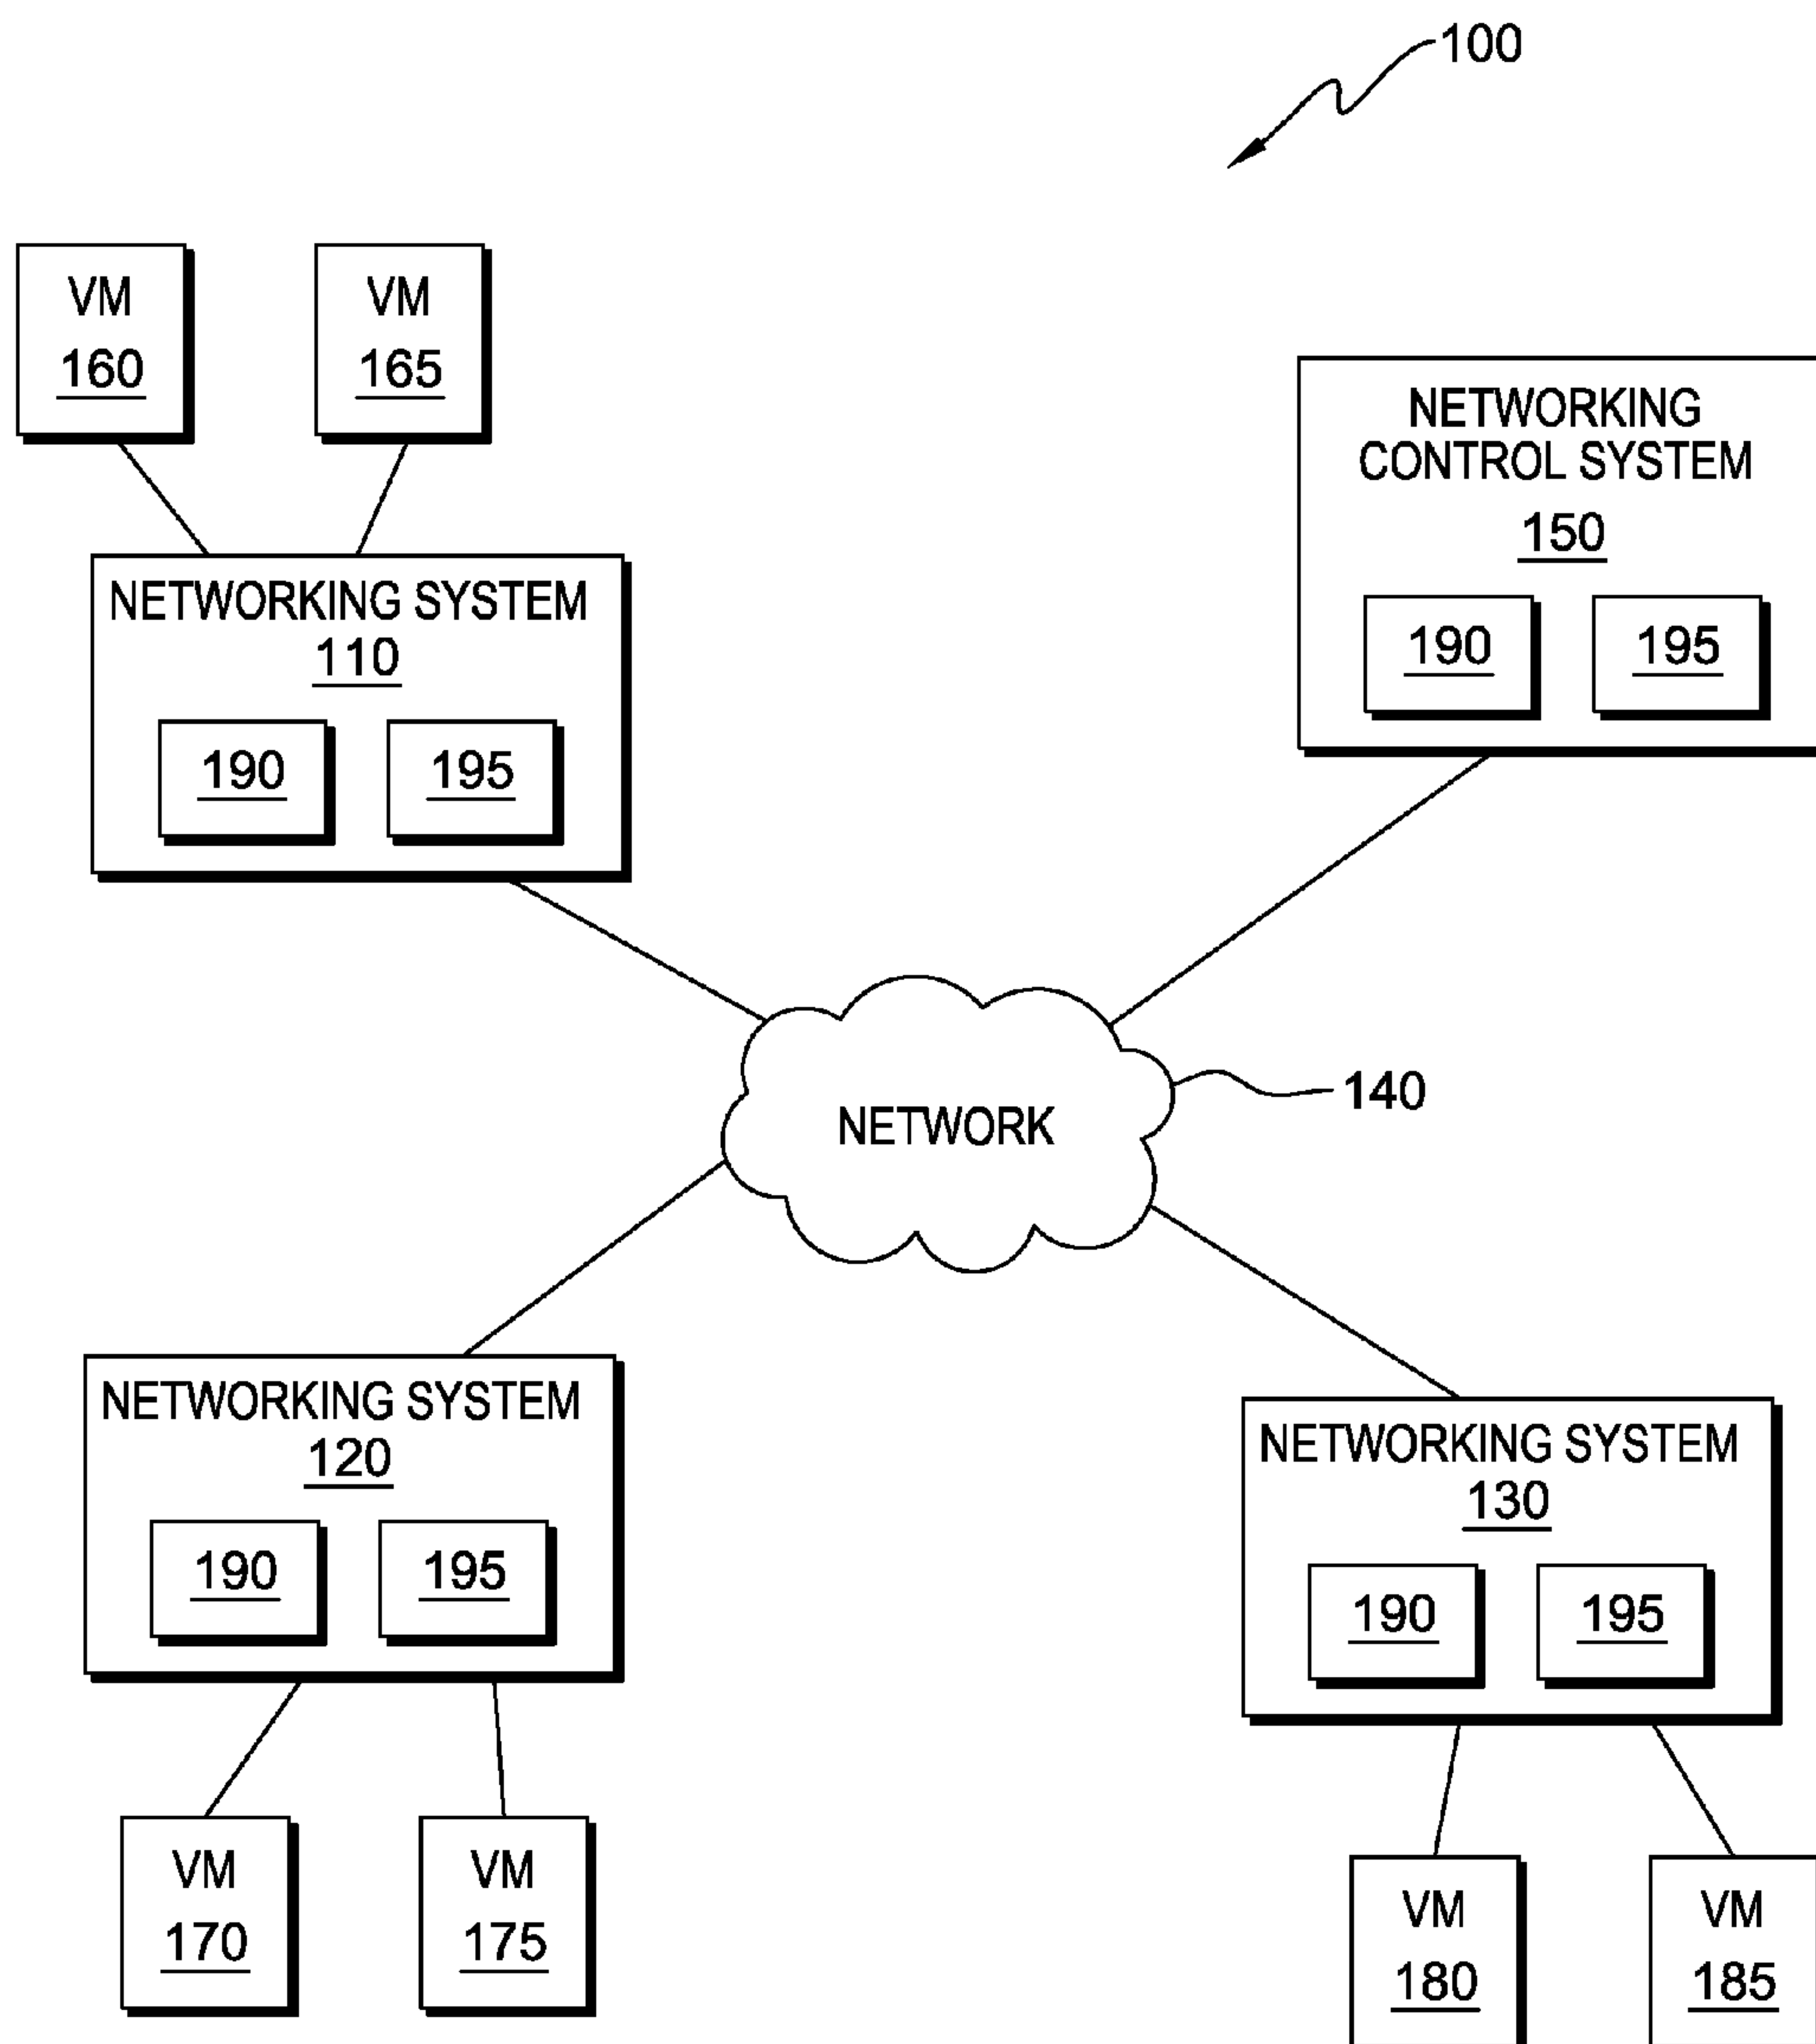 100
VM
160
VM
165
NETWORKING
CONTROL SYSTEM
150
190
195
NETWORKING SYSTEM
110
190
195
NETWORK
140
NETWORKING SYSTEM
120
190
195
NETWORKING SYSTEM
130
190
195
VM
170
VM
175
VM
180
VM
185